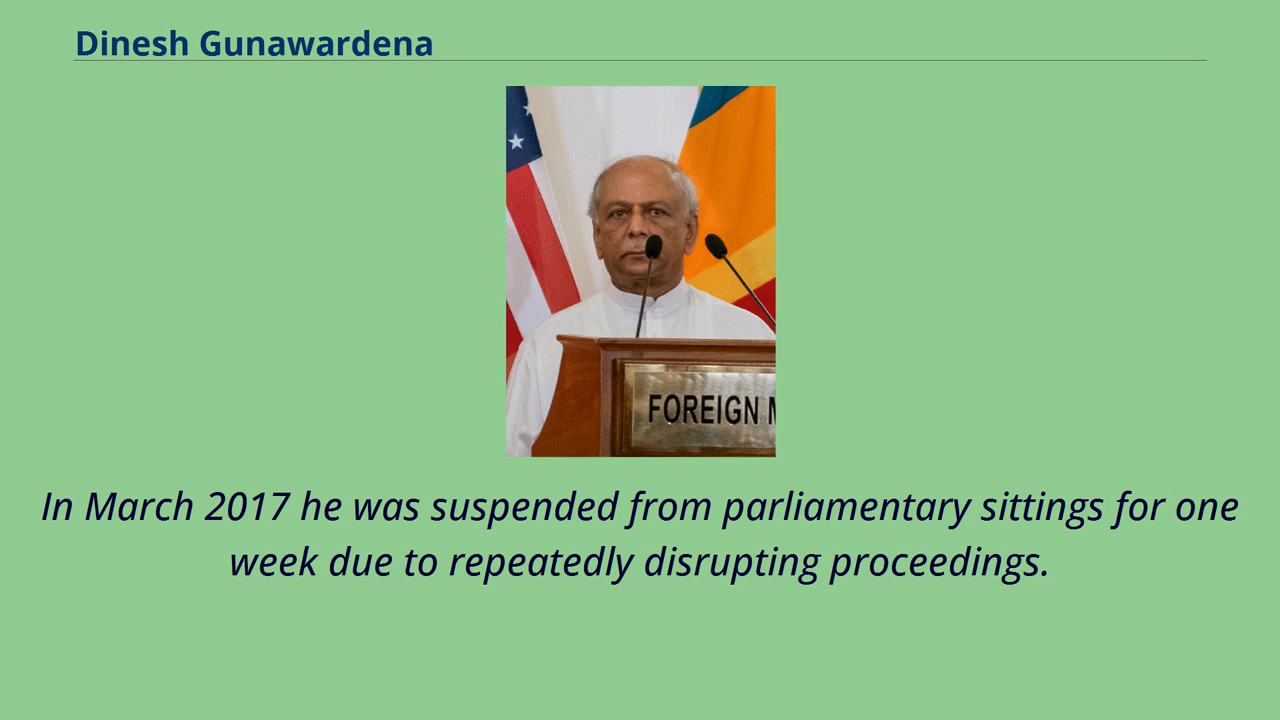 Dinesh Gunawardena
FOREIGN M
In March 2017 he was suspended from parliamentary sittings for one
week due to repeatedly disrupting proceedings.